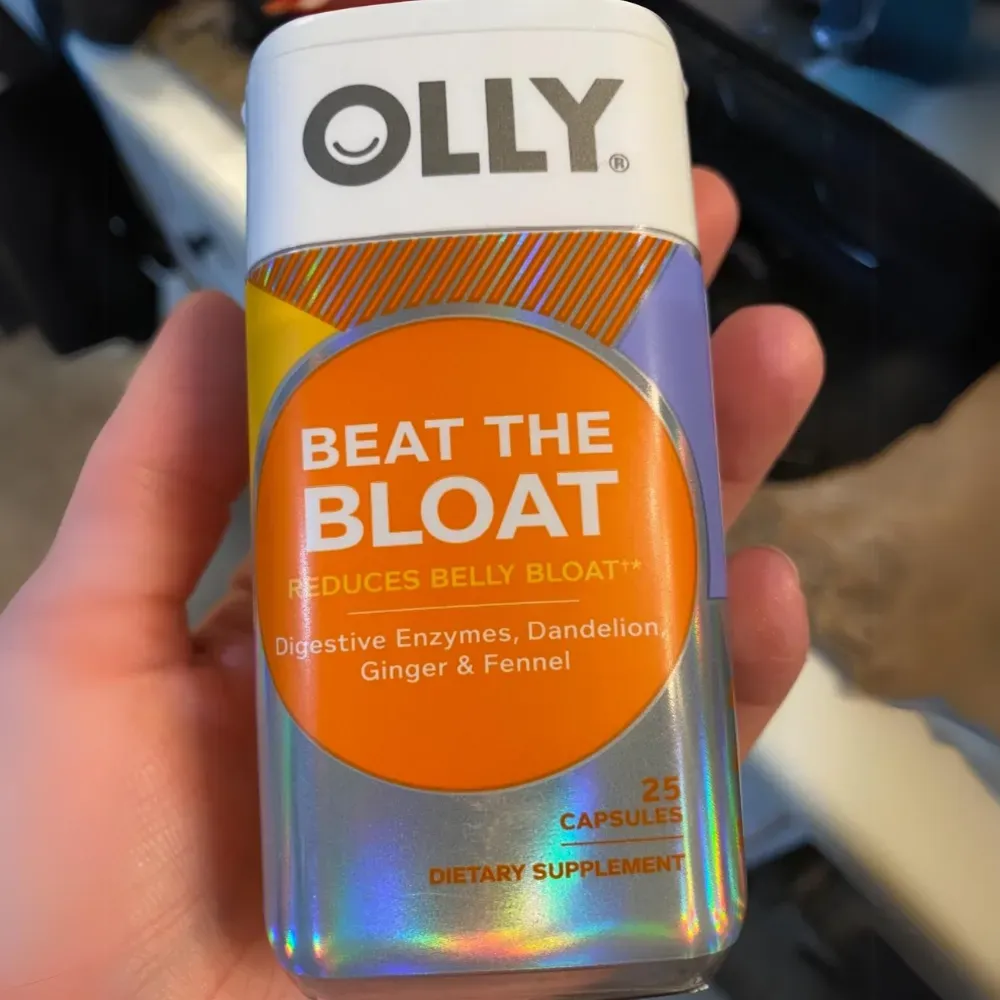 OLLY®
BEAT THE
BLOAT
REDUCES BELLY BLOAT†*
Digestive Enzymes, Dandelion,
Ginger & Fennel
25
CAPSULES
DIETARY SUPPLEMENT